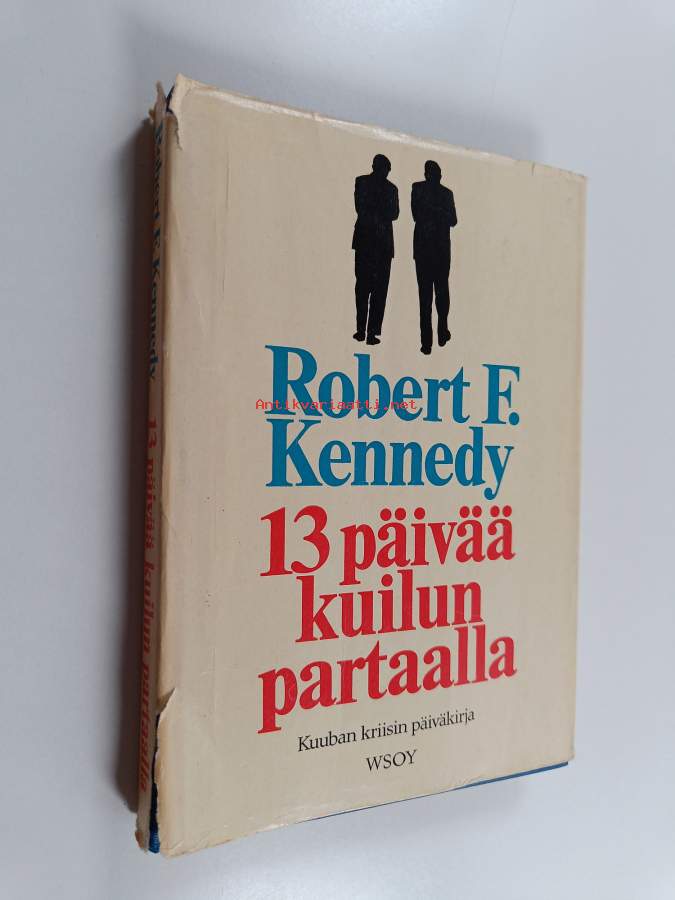 Robert F.
Kennedy
13 päivää
kuilun
partaalla
Kuuban kriisin päiväkirja
WSOY
Robert F. Kennedy 13 päivää kuilun partaalla
Antikvariaatti.net